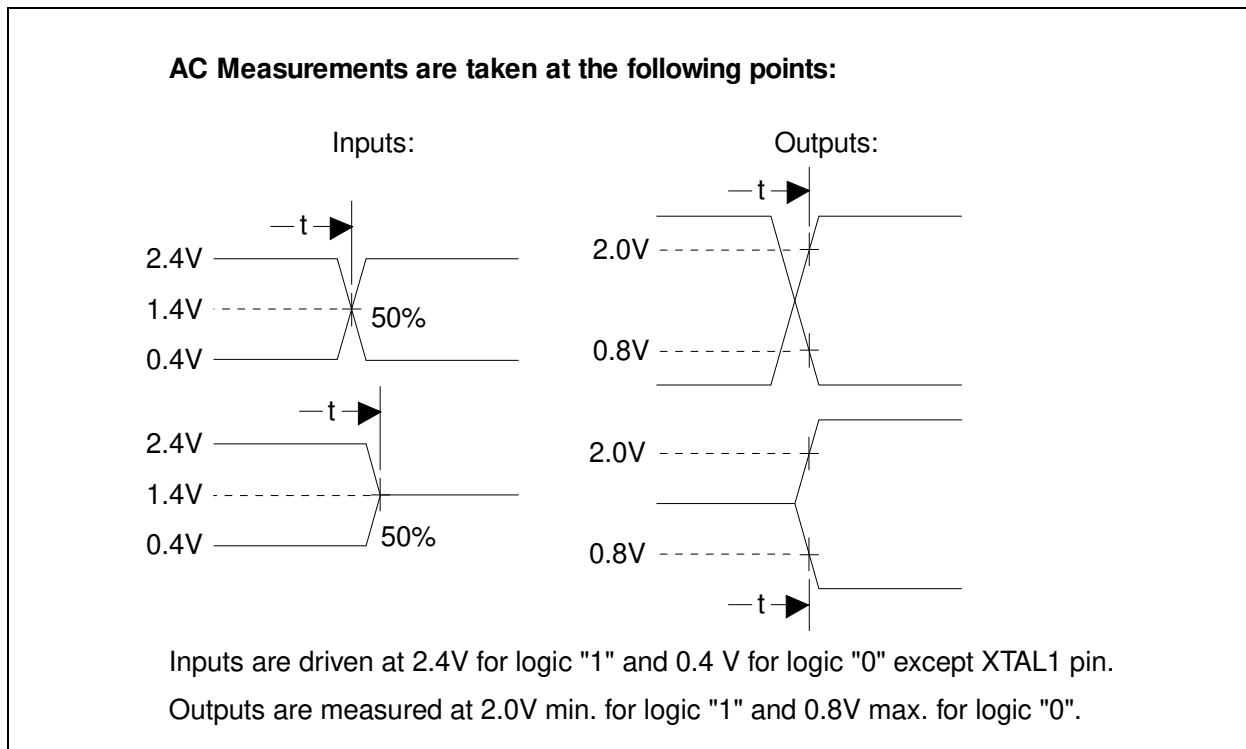 AC Measurements are taken at the following points:
Inputs:
t
2.4V
1.4V
50%
0.4V
t
2.4V
1.4V
0.4V
50%
Outputs:
t
2.0V
0.8V
2.0V
0.8V
t
Inputs are driven at 2.4V for logic "1" and 0.4 V for logic "0" except XTAL1 pin.
Outputs are measured at 2.0V min. for logic "1" and 0.8V max. for logic "0".